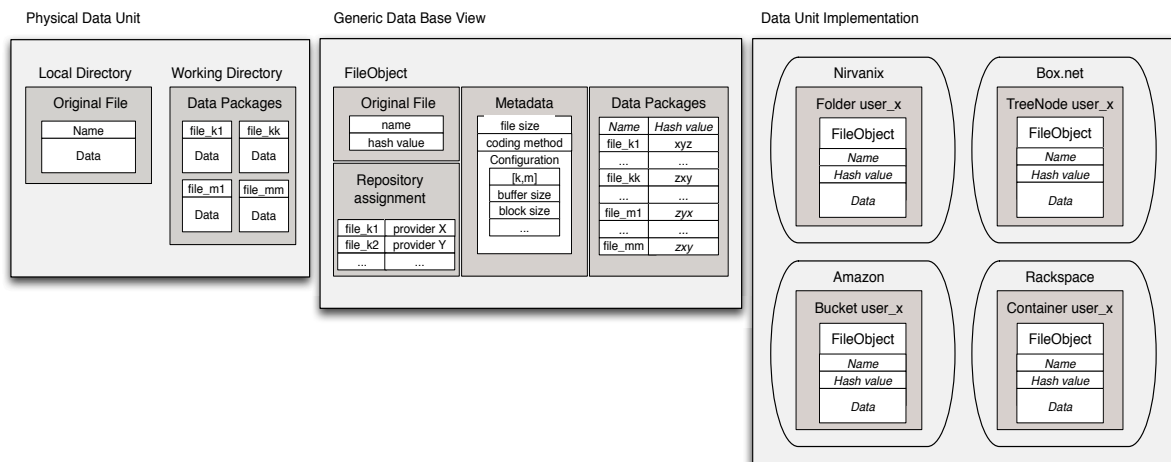 Physical Data Unit
Local Directory
Original File
Name
Data
Working Directory
Data Packages
file_k1 file_kk
Data Data
file_m1 file_mm
Data Data
Generic Data Base View
FileObject
Original File
name
hash value
Repository
assignment
file_k1 provider X
file_k2 provider Y
... ...
Metadata
file size
coding method
Configuration
[k,m]
buffer size
block size
...
Data Packages
Name Hash value
file_k1 xyz
... ...
file_kk zxy
... ...
file_m1 zyx
... ...
file_mm zxy
Data Unit Implementation
Nirvanix
Folder user_x
FileObject
Name
Hash value
Data
Box.net
TreeNode user_x
FileObject
Name
Hash value
Data
Amazon
Bucket user_x
FileObject
Name
Hash value
Data
Rackspace
Container user_x
FileObject
Name
Hash value
Data